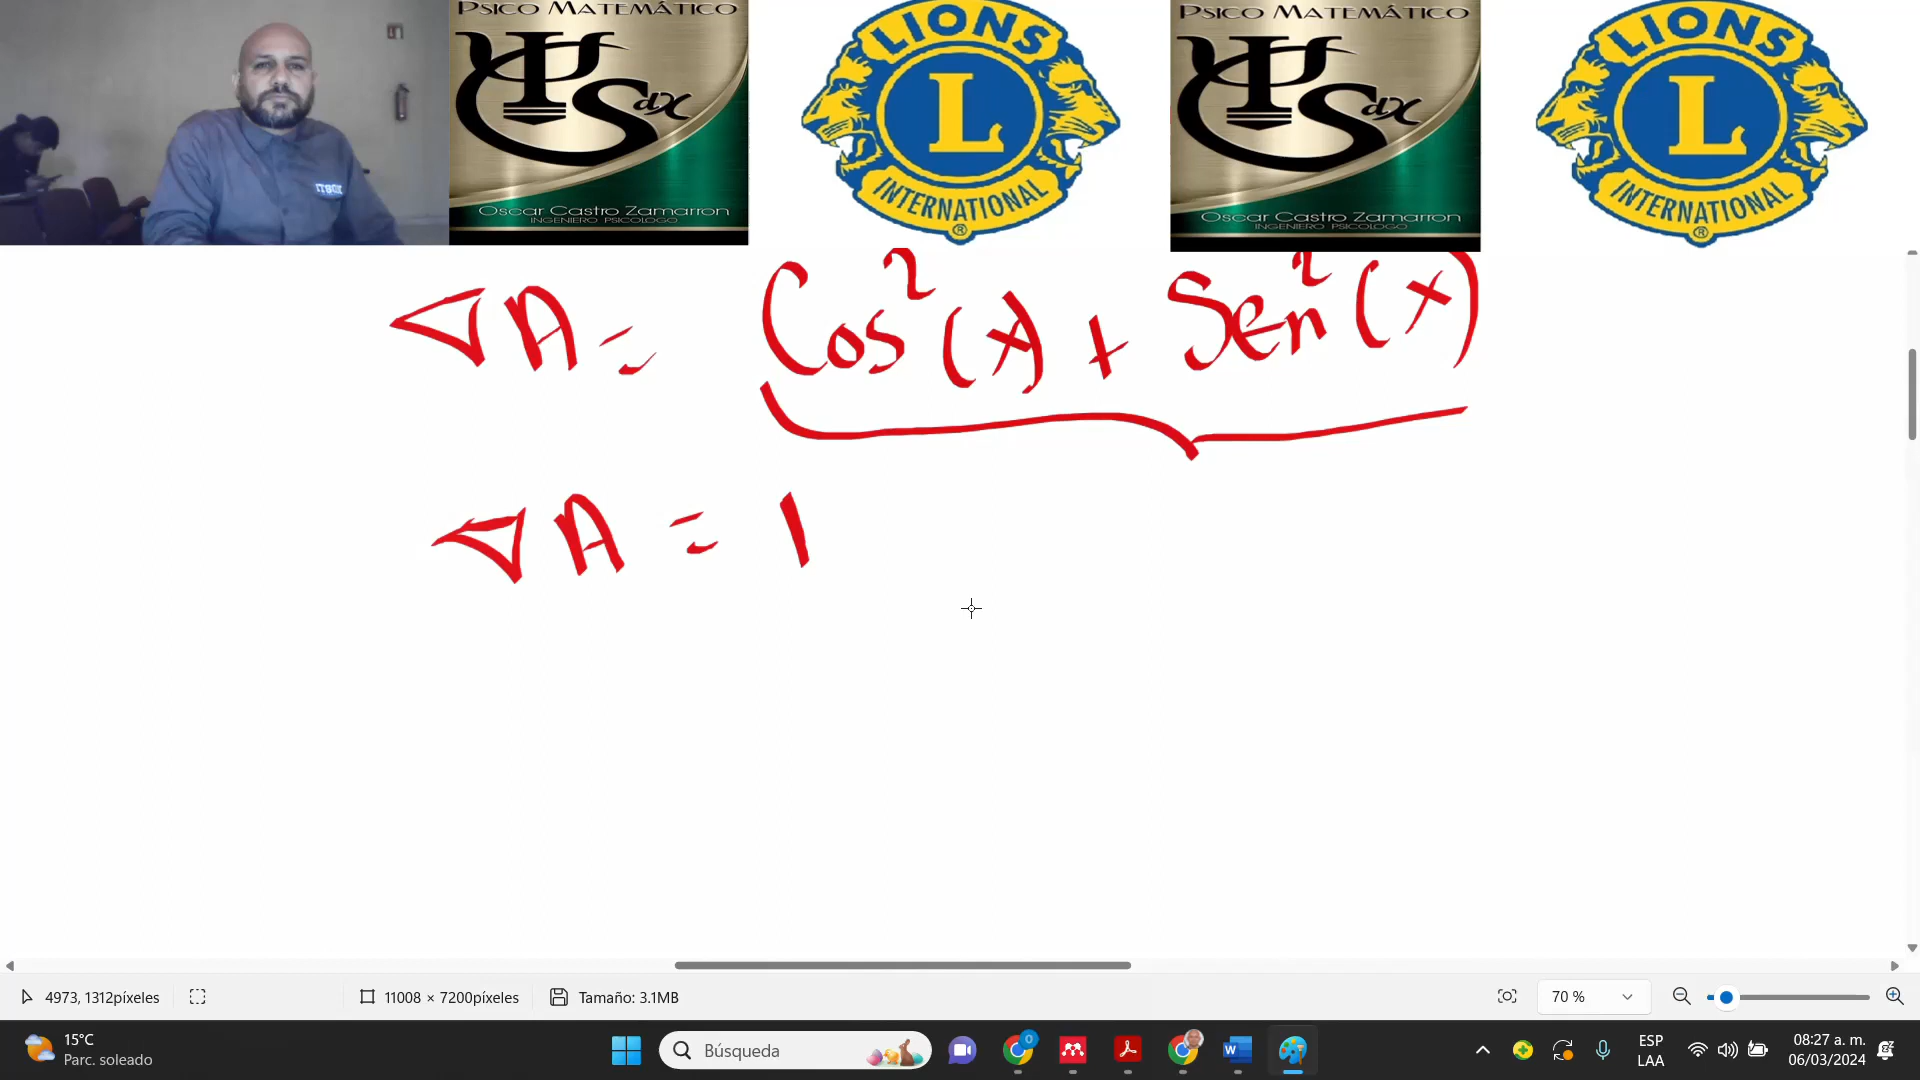 PSICO MATEMÁTICO
dx
Oscar Castro Zamarron
INGENIERO PSICOLOGO
LIONS
L
INTERNATIONAL
®
PSICO MATEMÁTICO
dx
Oscar Castro Zamarron
INGENIERO PSICOLOGO
LIONS
L
INTERNATIONAL
®
∢A = Cos²(x) + Sen²(x)
∢A = 1
4973, 1312píxeles
11008 × 7200píxeles
Tamaño: 3.1MB
70 %
15°C
Parc. soleado
Búsqueda
ESP
LAA
08:27 a. m.
06/03/2024